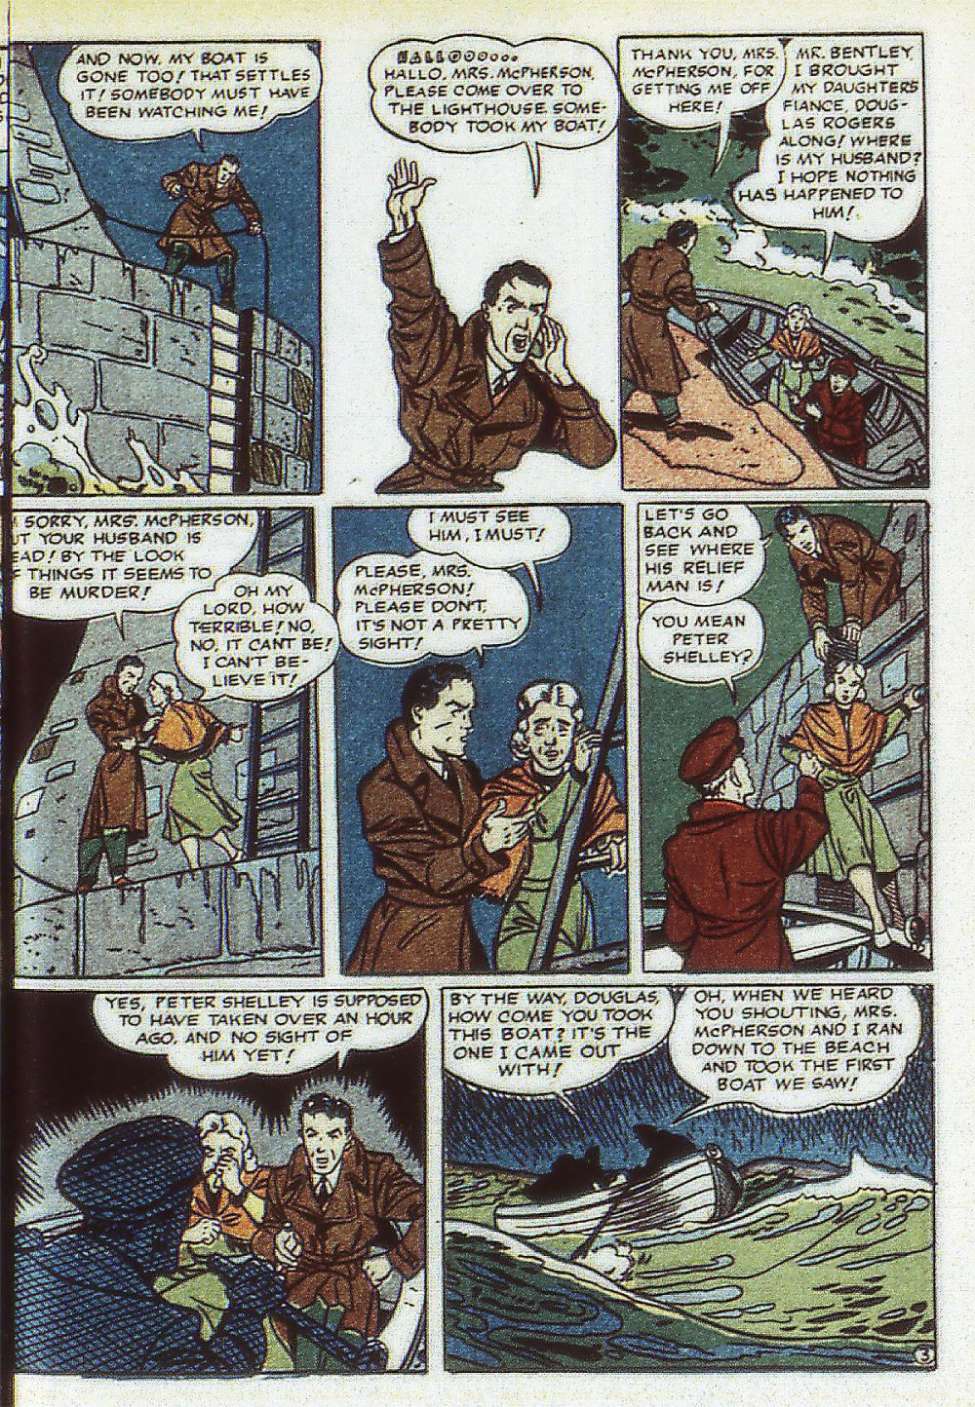 AND NOW, MY BOAT IS
GONE TOO! THAT SETTLES
IT! SOMEBODY MUST HAVE
BEEN WATCHING ME!
HALLOOOO...
HALLO, MRS. McPHERSON,
PLEASE COME OVER TO
THE LIGHTHOUSE. SOME-
BODY TOOK MY BOAT!
THANK YOU, MRS.
McPHERSON, FOR
GETTING ME OFF
HERE!
MR. BENTLEY,
I BROUGHT
MY DAUGHTERS
FIANCE, DOUG-
LAS ROGERS
ALONG! WHERE
IS MY HUSBAND?
I HOPE NOTHING
HAS HAPPENED TO
HIM!
SORRY, MRS. McPHERSON,
UT YOUR HUSBAND IS
EAD! BY THE LOOK
F THINGS IT SEEMS TO
BE MURDER!
OH MY
LORD, HOW
TERRIBLE! NO,
NO, IT CAN'T BE!
I CAN'T BE-
LIEVE IT!
I MUST SEE
HIM, I MUST!
PLEASE, MRS.
McPHERSON!
PLEASE DON'T,
IT'S NOT A PRETTY
SIGHT!
LET'S GO
BACK AND
SEE WHERE
HIS RELIEF
MAN IS!
YOU MEAN
PETER
SHELLEY?
YES, PETER SHELLEY IS SUPPOSED
TO HAVE TAKEN OVER AN HOUR
AGO, AND NO SIGHT OF
HIM YET!
BY THE WAY, DOUGLAS,
HOW COME YOU TOOK
THIS BOAT? IT'S THE
ONE I CAME OUT
WITH!
OH, WHEN WE HEARD
YOU SHOUTING, MRS.
McPHERSON AND I RAN
DOWN TO THE BEACH
AND TOOK THE FIRST
BOAT WE SAW!
3